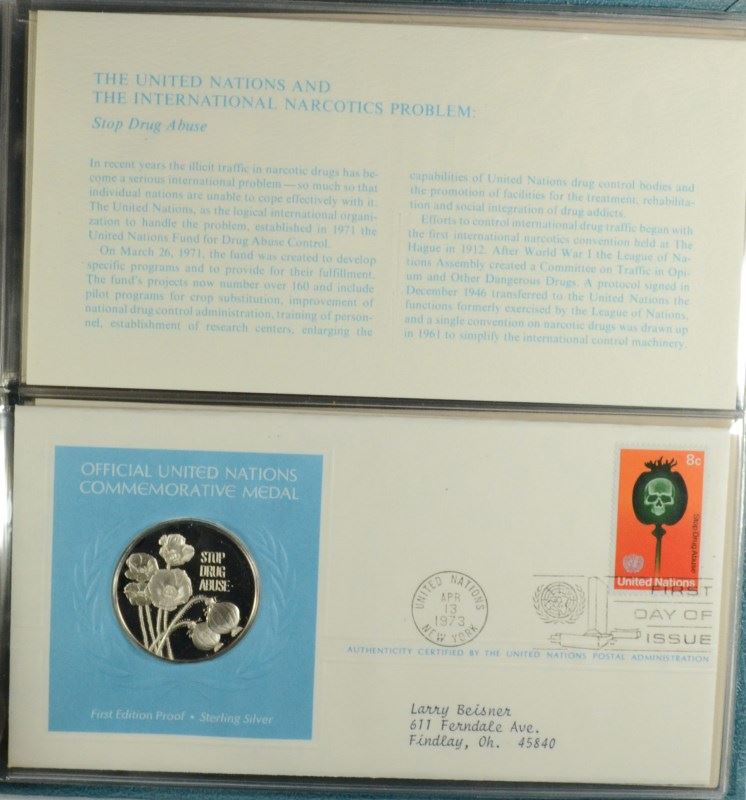 THE UNITED NATIONS AND
THE INTERNATIONAL NARCOTICS PROBLEM:
Stop Drug Abuse
In recent years the illicit traffic in narcotic drugs has be-
come a serious international problem—so much so that
individual nations are unable to cope effectively with it.
The United Nations, as the logical international organi-
zation to handle the problem, established in 1971 the
United Nations Fund for Drug Abuse Control.
On March 26, 1971, the fund was created to develop
specific programs and to provide for their fulfillment.
The fund's projects now number over 160 and include
pilot programs for crop substitution, improvement of
national drug control administration, training of person-
nel, establishment of research centers, enlarging the
capabilities of United Nations drug control bodies and
the promotion of facilities for the treatment, rehabilita-
tion and social integration of drug addicts.
Efforts to control international drug traffic began with
the first international narcotics convention held at The
Hague in 1912. After World War I the League of Na-
tions Assembly created a Committee on Traffic in Opi-
um and Other Dangerous Drugs. A protocol signed in
December 1946 transferred to the United Nations the
functions formerly exercised by the League of Nations,
and a single convention on narcotic drugs was drawn up
in 1961 to simplify the international control machinery.
OFFICIAL UNITED NATIONS
COMMEMORATIVE MEDAL
STOP
DRUG
ABUSE
First Edition Proof • Sterling Silver
8c
Stop Drug Abuse
United Nations
UNITED NATIONS
APR
13
1973
NEW YORK
FIRST
DAY OF
ISSUE
AUTHENTICITY CERTIFIED BY THE UNITED NATIONS POSTAL ADMINISTRATION
Larry Beisner
611 Ferndale Ave.
Findlay, Oh. 45840